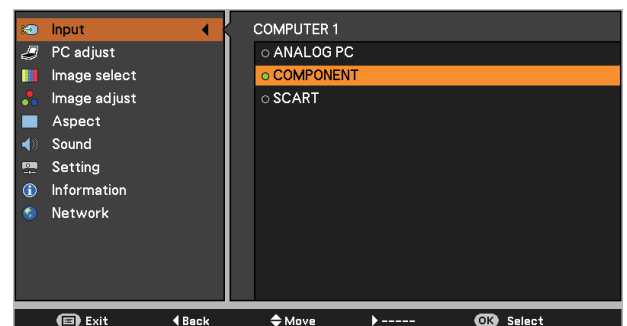 Input
PC adjust
Image select
Image adjust
Aspect
Sound
Setting
Information
Network
COMPUTER 1
ANALOG PC
COMPONENT
SCART
Exit Back Move ----- OK Select